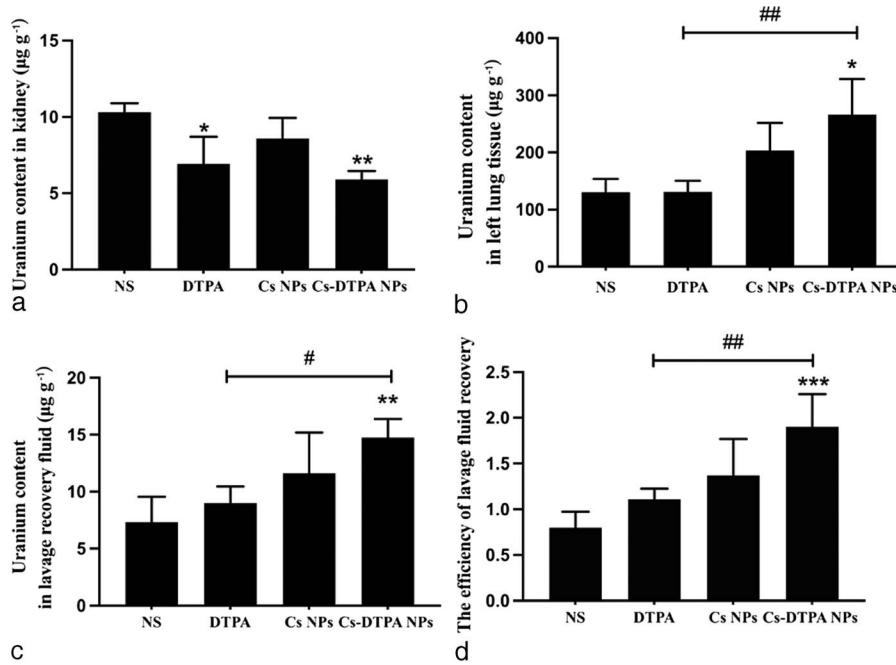 Uranium content in kidney (µg g⁻¹)
15
10
5
0
*
**
NS DTPA Cs NPs Cs-DTPA NPs
a
Uranium content
in left lung tissue (µg g⁻¹)
400
300
200
100
0
##
*
NS DTPA Cs NPs Cs-DTPA NPs
b
Uranium content
in lavage recovery fluid (µg g⁻¹)
20
15
10
5
0
#
**
NS DTPA Cs NPs Cs-DTPA NPs
c
The efficiency of lavage fluid recovery
2.5
2.0
1.5
1.0
0.5
0.0
##
***
NS DTPA Cs NPs Cs-DTPA NPs
d